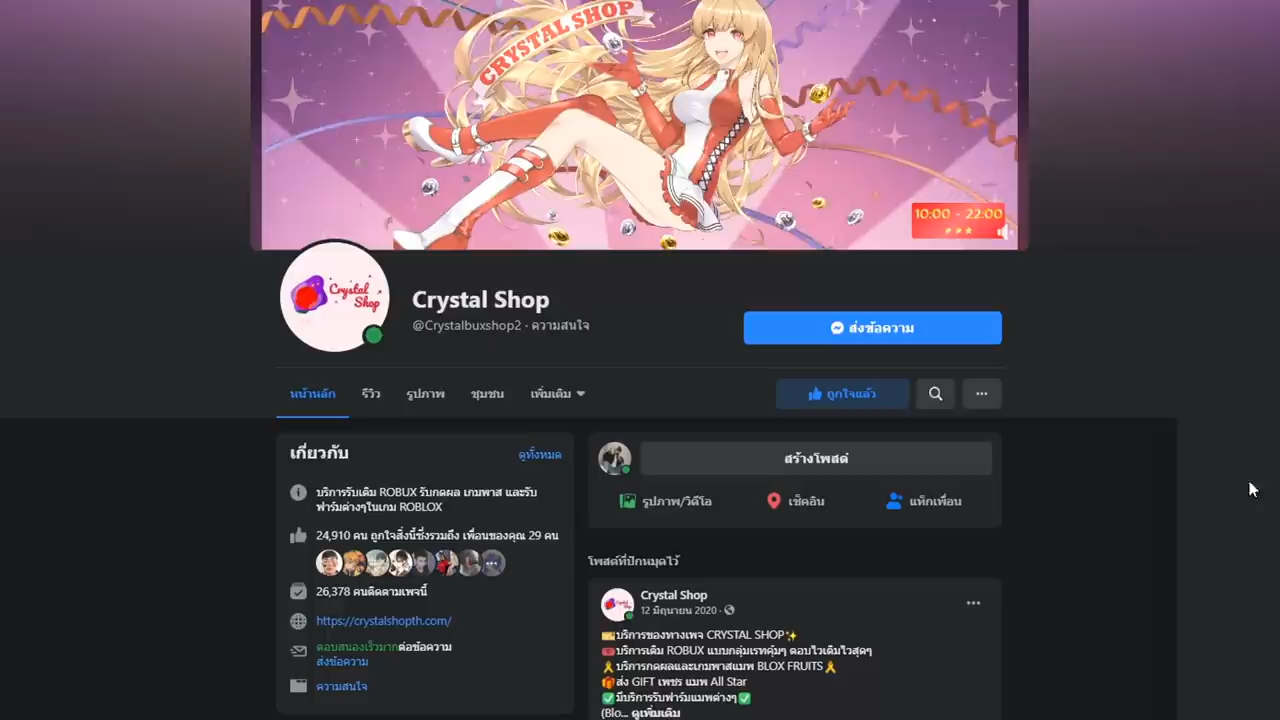 CRYSTAL SHOP
10:00 - 22:00
Crystal Shop
Crystal Shop
@Crystalbuxshop2 · ความสนใจ
ส่งข้อความ
หน้าหลัก รีวิว รูปภาพ ชุมชน เพิ่มเติม
ถูกใจแล้ว
เกี่ยวกับ ดูทั้งหมด
บริการรับเติม ROBUX รับกดผล เกมพาส และรับ
ฟาร์มต่างๆในเกม ROBLOX
24,910 คน ถูกใจสิ่งนี้ซึ่งรวมถึง เพื่อนของคุณ 29 คน
26,378 คนติดตามเพจนี้
https://crystalshopth.com/
ตอบสนองเร็วมากต่อข้อความ
ส่งข้อความ
ความสนใจ
สร้างโพสต์
รูปภาพ/วิดีโอ เช็คอิน แท็กเพื่อน
โพสต์ที่ปักหมุดไว้
Crystal Shop
12 มิถุนายน 2020 ·
🎫บริการของทางเพจ CRYSTAL SHOP✨
บริการเติม ROBUX แบบกลุ่มเรทคุ้มๆ ตอบไวเติมไวสุดๆ
🎗บริการกดผลและเกมพาสแมพ BLOX FRUITS🎗
🎁ส่ง GIFT เพชร แมพ All Star
✅มีบริการรับฟาร์มแมพต่างๆ✅
(Blo... ดูเพิ่มเติม